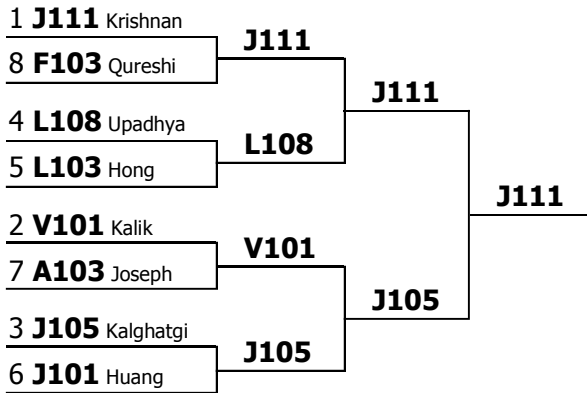 1 J111 Krishnan
8 F103 Qureshi
4 L108 Upadhya
5 L103 Hong
2 V101 Kalik
7 A103 Joseph
3 J105 Kalghatgi
6 J101 Huang
J111
L108
V101
J105
J111
J105
J111